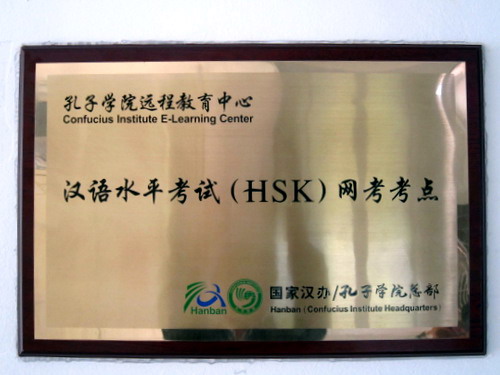 孔子学院远程教育中心
Confucius Institute E-Learning Center
汉语水平考试(HSK)网考考点
Hanban
国家汉办/孔子学院总部
Hanban (Confucius Institute Headquarters)